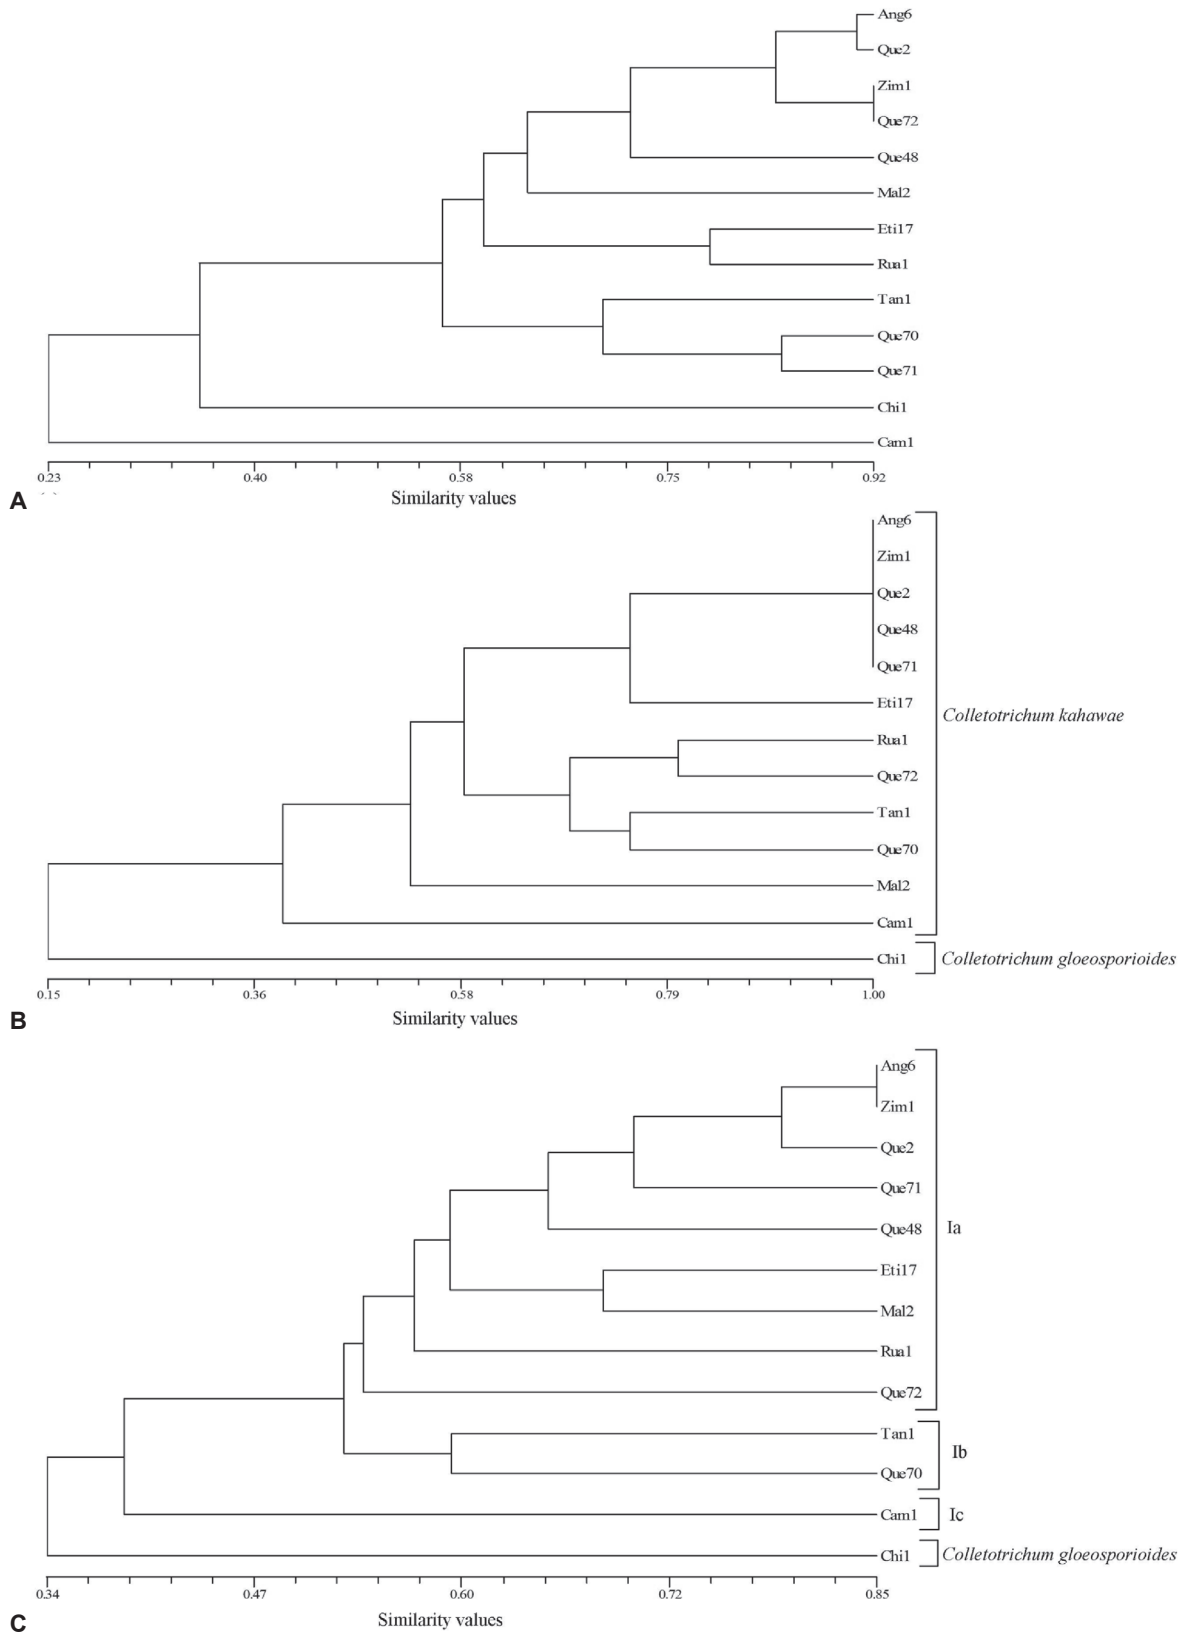 Ang6
Que2
Zim1
Que72
Que48
Mal2
Eti17
Rua1
Tan1
Que70
Que71
Chi1
Cam1
0.23 0.40 0.58 0.75 0.92
Similarity values
A
Ang6
Zim1
Que2
Que48
Que71
Eti17
Colletotrichum kahawae
Rua1
Que72
Tan1
Que70
Mal2
Cam1
Chi1 Colletotrichum gloeosporioides
0.15 0.36 0.58 0.79 1.00
Similarity values
B
Ang6
Zim1
Que2
Que71
Que48 Ia
Eti17
Mal2
Rua1
Que72
Tan1
Ib
Que70
Cam1 Ic
Chi1 Colletotrichum gloeosporioides
0.34 0.47 0.60 0.72 0.85
Similarity values
C